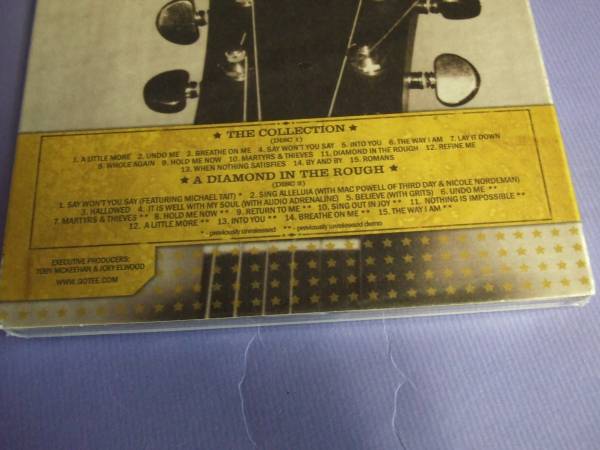 ★ THE COLLECTION ★
(DISC I)
1. A LITTLE MORE 2. UNDO ME 3. BREATHE ON ME 4. SAY WON'T YOU SAY 5. INTO YOU 6. THE WAY I AM 7. LAY IT DOWN
8. WHOLE AGAIN 9. HOLD ME NOW 10. MARTYRS & THIEVES 11. DIAMOND IN THE ROUGH 12. REFINE ME
13. WHEN NOTHING SATISFIES 14. BY AND BY 15. ROMANS
★ A DIAMOND IN THE ROUGH ★
(DISC II)
1. SAY WON'T YOU SAY (FEATURING MICHAEL TAIT) * 2. SING ALLELUIA (WITH MAC POWELL OF THIRD DAY & NICOLE NORDEMAN)
3. HALLOWED 4. IT IS WELL WITH MY SOUL (WITH AUDIO ADRENALINE) 5. BELIEVE (WITH GRITS) 6. UNDO ME **
7. MARTYRS & THIEVES ** 8. HOLD ME NOW ** 9. RETURN TO ME ** 10. SING OUT IN JOY ** 11. NOTHING IS IMPOSSIBLE **
12. A LITTLE MORE ** 13. INTO YOU ** 14. BREATHE ON ME ** 15. THE WAY I AM **
* - previously unreleased ** - previously unreleased demo
EXECUTIVE PRODUCERS:
TOBY MCKEEHAN & JOEY ELWOOD
WWW.GOTEE.COM